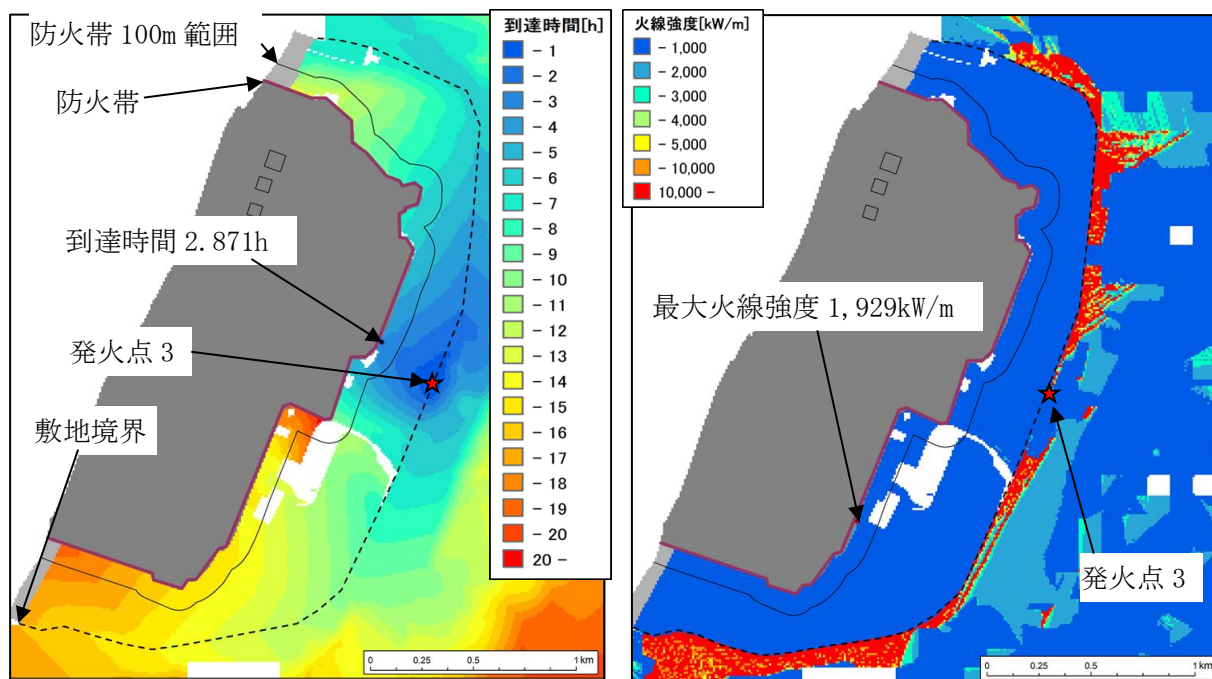 防火帯 100m 範囲
防火帯
到達時間 2.871h
発火点 3
敷地境界
到達時間[h]
- 1
- 2
- 3
- 4
- 5
- 6
- 7
- 8
- 9
- 10
- 11
- 12
- 13
- 14
- 15
- 16
- 17
- 18
- 19
- 20
20 -
0 0.25 0.5 1km
火線強度[kW/m]
- 1,000
- 2,000
- 3,000
- 4,000
- 5,000
- 10,000
10,000 -
最大火線強度 1,929kW/m
発火点 3
0 0.25 0.5 1km